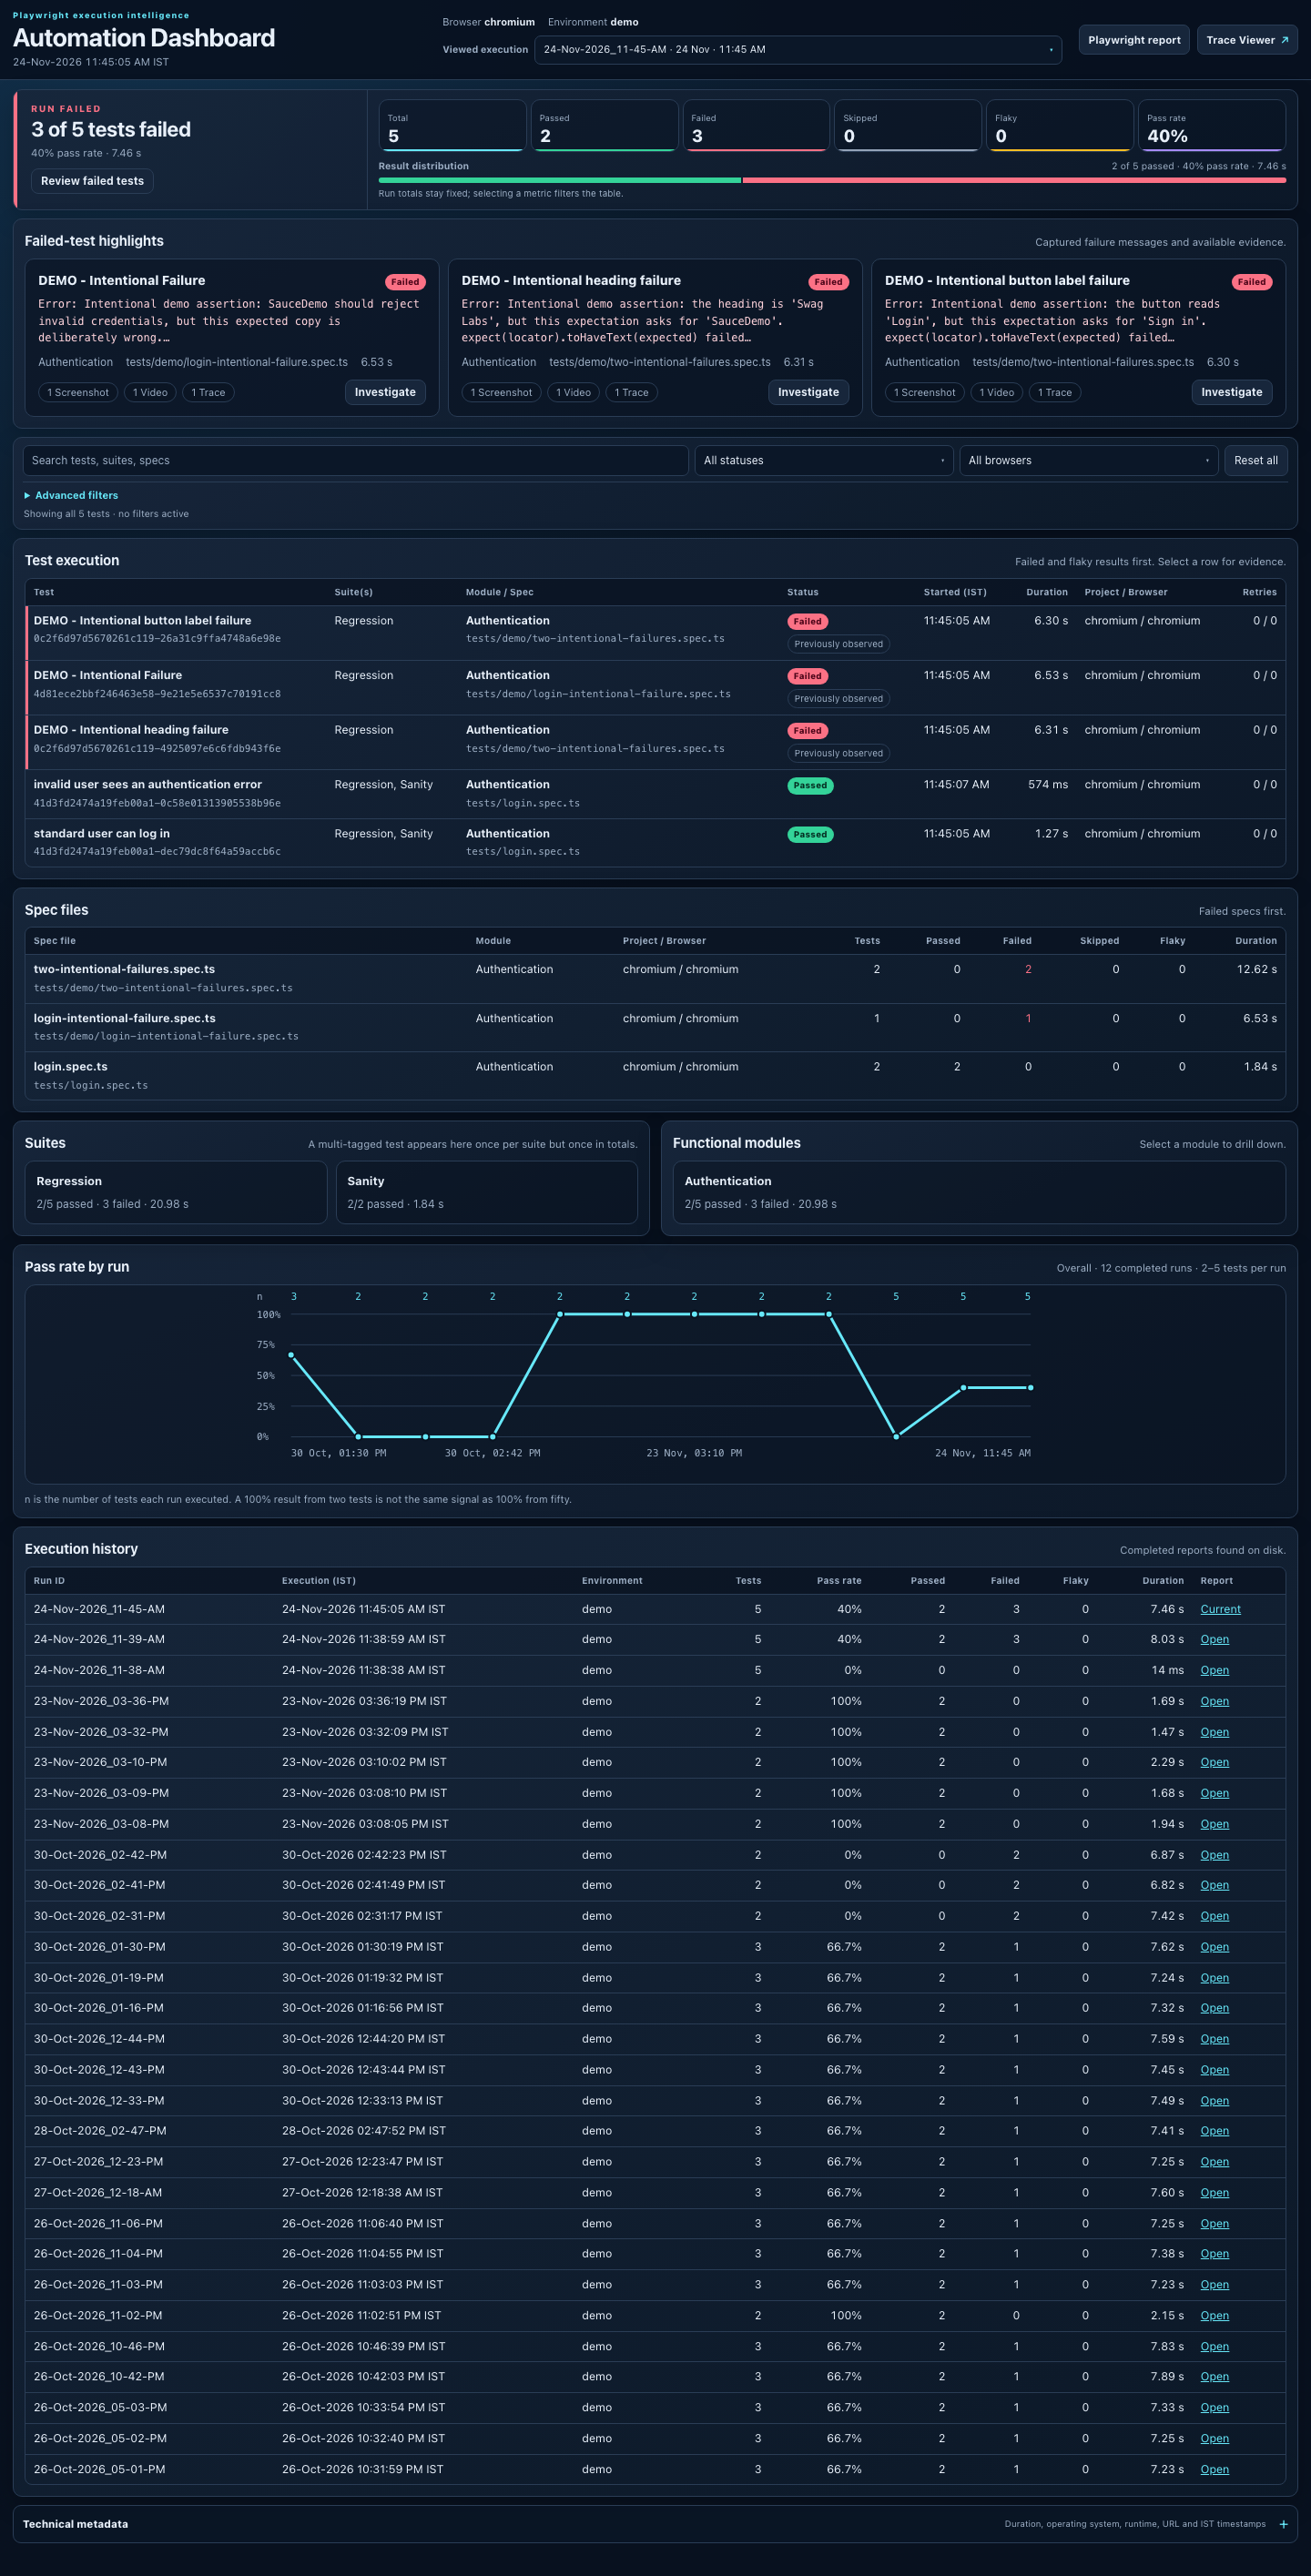 Playwright execution intelligence
Automation Dashboard
24-Nov-2026 11:45:05 AM IST
Browser chromium Environment demo
Viewed execution 24-Nov-2026_11-45-AM · 24 Nov · 11:45 AM
Playwright report Trace Viewer ↗
RUN FAILED
3 of 5 tests failed
40% pass rate · 7.46 s
Review failed tests
Total Passed Failed Skipped Flaky Pass rate
5 2 3 0 0 40%
Result distribution 2 of 5 passed · 40% pass rate · 7.46 s
Run totals stay fixed; selecting a metric filters the table.
Failed-test highlights Captured failure messages and available evidence.
DEMO - Intentional Failure Failed
Error: Intentional demo assertion: SauceDemo should reject
invalid credentials, but this expected copy is
deliberately wrong.…
Authentication tests/demo/login-intentional-failure.spec.ts 6.53 s
1 Screenshot 1 Video 1 Trace Investigate
DEMO - Intentional heading failure Failed
Error: Intentional demo assertion: the heading is 'Swag
Labs', but this expectation asks for 'SauceDemo'.
expect(locator).toHaveText(expected) failed…
Authentication tests/demo/two-intentional-failures.spec.ts 6.31 s
1 Screenshot 1 Video 1 Trace Investigate
DEMO - Intentional button label failure Failed
Error: Intentional demo assertion: the button reads
'Login', but this expectation asks for 'Sign in'.
expect(locator).toHaveText(expected) failed…
Authentication tests/demo/two-intentional-failures.spec.ts 6.30 s
1 Screenshot 1 Video 1 Trace Investigate
Search tests, suites, specs All statuses All browsers Reset all
Advanced filters
Showing all 5 tests · no filters active
Test execution Failed and flaky results first. Select a row for evidence.
Test Suite(s) Module / Spec Status Started (IST) Duration Project / Browser Retries
DEMO - Intentional button label failure Regression Authentication Failed 11:45:05 AM 6.30 s chromium / chromium 0 / 0
0c2f6d97d5670261c119-26a31c9ffa4748a6e98e tests/demo/two-intentional-failures.spec.ts Previously observed
DEMO - Intentional Failure Regression Authentication Failed 11:45:05 AM 6.53 s chromium / chromium 0 / 0
4d81ece2bbf246463e58-9e21e5e6537c70191cc8 tests/demo/login-intentional-failure.spec.ts Previously observed
DEMO - Intentional heading failure Regression Authentication Failed 11:45:05 AM 6.31 s chromium / chromium 0 / 0
0c2f6d97d5670261c119-4925097e6c6fdb943f6e tests/demo/two-intentional-failures.spec.ts Previously observed
invalid user sees an authentication error Regression, Sanity Authentication Passed 11:45:07 AM 574 ms chromium / chromium 0 / 0
41d3fd2474a19feb00a1-0c58e01313905538b96e tests/login.spec.ts
standard user can log in Regression, Sanity Authentication Passed 11:45:05 AM 1.27 s chromium / chromium 0 / 0
41d3fd2474a19feb00a1-dec79dc8f64a59accb6c tests/login.spec.ts
Spec files Failed specs first.
Spec file Module Project / Browser Tests Passed Failed Skipped Flaky Duration
two-intentional-failures.spec.ts Authentication chromium / chromium 2 0 2 0 0 12.62 s
tests/demo/two-intentional-failures.spec.ts
login-intentional-failure.spec.ts Authentication chromium / chromium 1 0 1 0 0 6.53 s
tests/demo/login-intentional-failure.spec.ts
login.spec.ts Authentication chromium / chromium 2 2 0 0 0 1.84 s
tests/login.spec.ts
Suites A multi-tagged test appears here once per suite but once in totals.
Regression
2/5 passed · 3 failed · 20.98 s
Sanity
2/2 passed · 1.84 s
Functional modules Select a module to drill down.
Authentication
2/5 passed · 3 failed · 20.98 s
Pass rate by run Overall · 12 completed runs · 2–5 tests per run
n 3 2 2 2 2 2 2 2 2 5 5 5
100%
75%
50%
25%
0%
30 Oct, 01:30 PM 30 Oct, 02:42 PM 23 Nov, 03:10 PM 24 Nov, 11:45 AM
n is the number of tests each run executed. A 100% result from two tests is not the same signal as 100% from fifty.
Execution history Completed reports found on disk.
Run ID Execution (IST) Environment Tests Pass rate Passed Failed Flaky Duration Report
24-Nov-2026_11-45-AM 24-Nov-2026 11:45:05 AM IST demo 5 40% 2 3 0 7.46 s Current
24-Nov-2026_11-39-AM 24-Nov-2026 11:38:59 AM IST demo 5 40% 2 3 0 8.03 s Open
24-Nov-2026_11-38-AM 24-Nov-2026 11:38:38 AM IST demo 5 0% 0 0 0 14 ms Open
23-Nov-2026_03-36-PM 23-Nov-2026 03:36:19 PM IST demo 2 100% 2 0 0 1.69 s Open
23-Nov-2026_03-32-PM 23-Nov-2026 03:32:09 PM IST demo 2 100% 2 0 0 1.47 s Open
23-Nov-2026_03-10-PM 23-Nov-2026 03:10:02 PM IST demo 2 100% 2 0 0 2.29 s Open
23-Nov-2026_03-09-PM 23-Nov-2026 03:08:10 PM IST demo 2 100% 2 0 0 1.68 s Open
23-Nov-2026_03-08-PM 23-Nov-2026 03:08:05 PM IST demo 2 100% 2 0 0 1.94 s Open
30-Oct-2026_02-42-PM 30-Oct-2026 02:42:23 PM IST demo 2 0% 0 2 0 6.87 s Open
30-Oct-2026_02-41-PM 30-Oct-2026 02:41:49 PM IST demo 2 0% 0 2 0 6.82 s Open
30-Oct-2026_02-31-PM 30-Oct-2026 02:31:17 PM IST demo 2 0% 0 2 0 7.42 s Open
30-Oct-2026_01-30-PM 30-Oct-2026 01:30:19 PM IST demo 3 66.7% 2 1 0 7.62 s Open
30-Oct-2026_01-19-PM 30-Oct-2026 01:19:32 PM IST demo 3 66.7% 2 1 0 7.24 s Open
30-Oct-2026_01-16-PM 30-Oct-2026 01:16:56 PM IST demo 3 66.7% 2 1 0 7.32 s Open
30-Oct-2026_12-44-PM 30-Oct-2026 12:44:20 PM IST demo 3 66.7% 2 1 0 7.59 s Open
30-Oct-2026_12-43-PM 30-Oct-2026 12:43:44 PM IST demo 3 66.7% 2 1 0 7.45 s Open
30-Oct-2026_12-33-PM 30-Oct-2026 12:33:13 PM IST demo 3 66.7% 2 1 0 7.49 s Open
28-Oct-2026_02-47-PM 28-Oct-2026 02:47:52 PM IST demo 3 66.7% 2 1 0 7.41 s Open
27-Oct-2026_12-23-PM 27-Oct-2026 12:23:47 PM IST demo 3 66.7% 2 1 0 7.25 s Open
27-Oct-2026_12-18-AM 27-Oct-2026 12:18:38 AM IST demo 3 66.7% 2 1 0 7.60 s Open
26-Oct-2026_11-06-PM 26-Oct-2026 11:06:40 PM IST demo 3 66.7% 2 1 0 7.25 s Open
26-Oct-2026_11-04-PM 26-Oct-2026 11:04:55 PM IST demo 3 66.7% 2 1 0 7.38 s Open
26-Oct-2026_11-03-PM 26-Oct-2026 11:03:03 PM IST demo 3 66.7% 2 1 0 7.23 s Open
26-Oct-2026_11-02-PM 26-Oct-2026 11:02:51 PM IST demo 2 100% 2 0 0 2.15 s Open
26-Oct-2026_10-46-PM 26-Oct-2026 10:46:39 PM IST demo 3 66.7% 2 1 0 7.83 s Open
26-Oct-2026_10-42-PM 26-Oct-2026 10:42:03 PM IST demo 3 66.7% 2 1 0 7.89 s Open
26-Oct-2026_05-03-PM 26-Oct-2026 10:33:54 PM IST demo 3 66.7% 2 1 0 7.33 s Open
26-Oct-2026_05-02-PM 26-Oct-2026 10:32:40 PM IST demo 3 66.7% 2 1 0 7.25 s Open
26-Oct-2026_05-01-PM 26-Oct-2026 10:31:59 PM IST demo 3 66.7% 2 1 0 7.23 s Open
Technical metadata Duration, operating system, runtime, URL and IST timestamps +